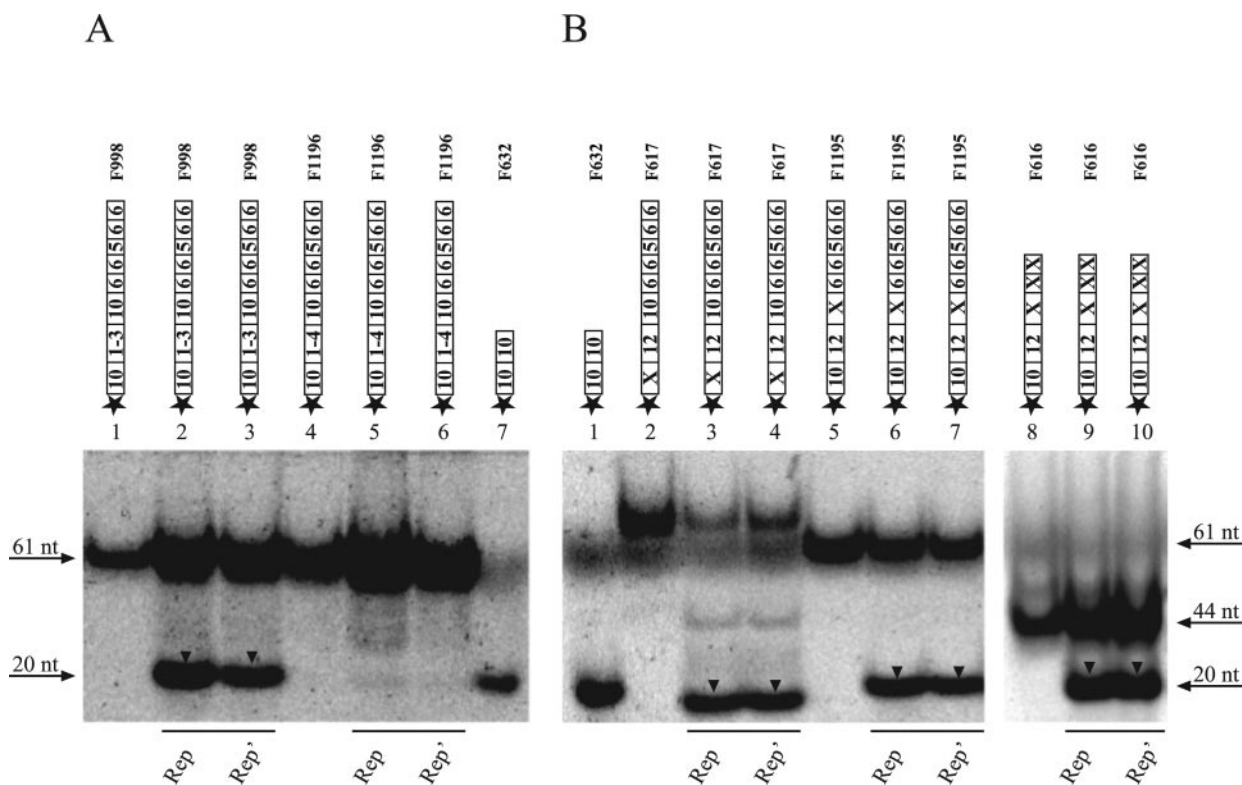 A
B
F998
F998
F998
F1196
F1196
F1196
F632
F632
F617
F617
F617
F1195
F1195
F1195
F616
F616
F616
10 1-3 10 6 6 5 6 6
10 1-3 10 6 6 5 6 6
10 1-3 10 6 6 5 6 6
10 1-4 10 6 6 5 6 6
10 1-4 10 6 6 5 6 6
10 1-4 10 6 6 5 6 6
10 10
10 10
X 12 10 6 6 5 6 6
X 12 10 6 6 5 6 6
X 12 10 6 6 5 6 6
10 12 X 6 6 5 6 6
10 12 X 6 6 5 6 6
10 12 X 6 6 5 6 6
10 12 X XX
10 12 X XX
10 12 X XX
1 2 3 4 5 6 7
1 2 3 4 5 6 7 8 9 10
61 nt
20 nt
61 nt
44 nt
20 nt
Rep
Rep'
Rep
Rep'
Rep
Rep'
Rep
Rep'
Rep
Rep'